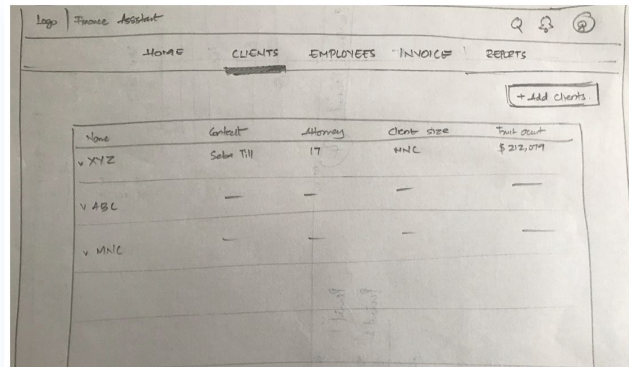 Logo Finance Assistant
HOME CLIENTS EMPLOYEES INVOICE REPORTS
+ Add Clients
Name Contact Attorney Client size
v XYZ 17 $ 212,079
v ABC
v MNC